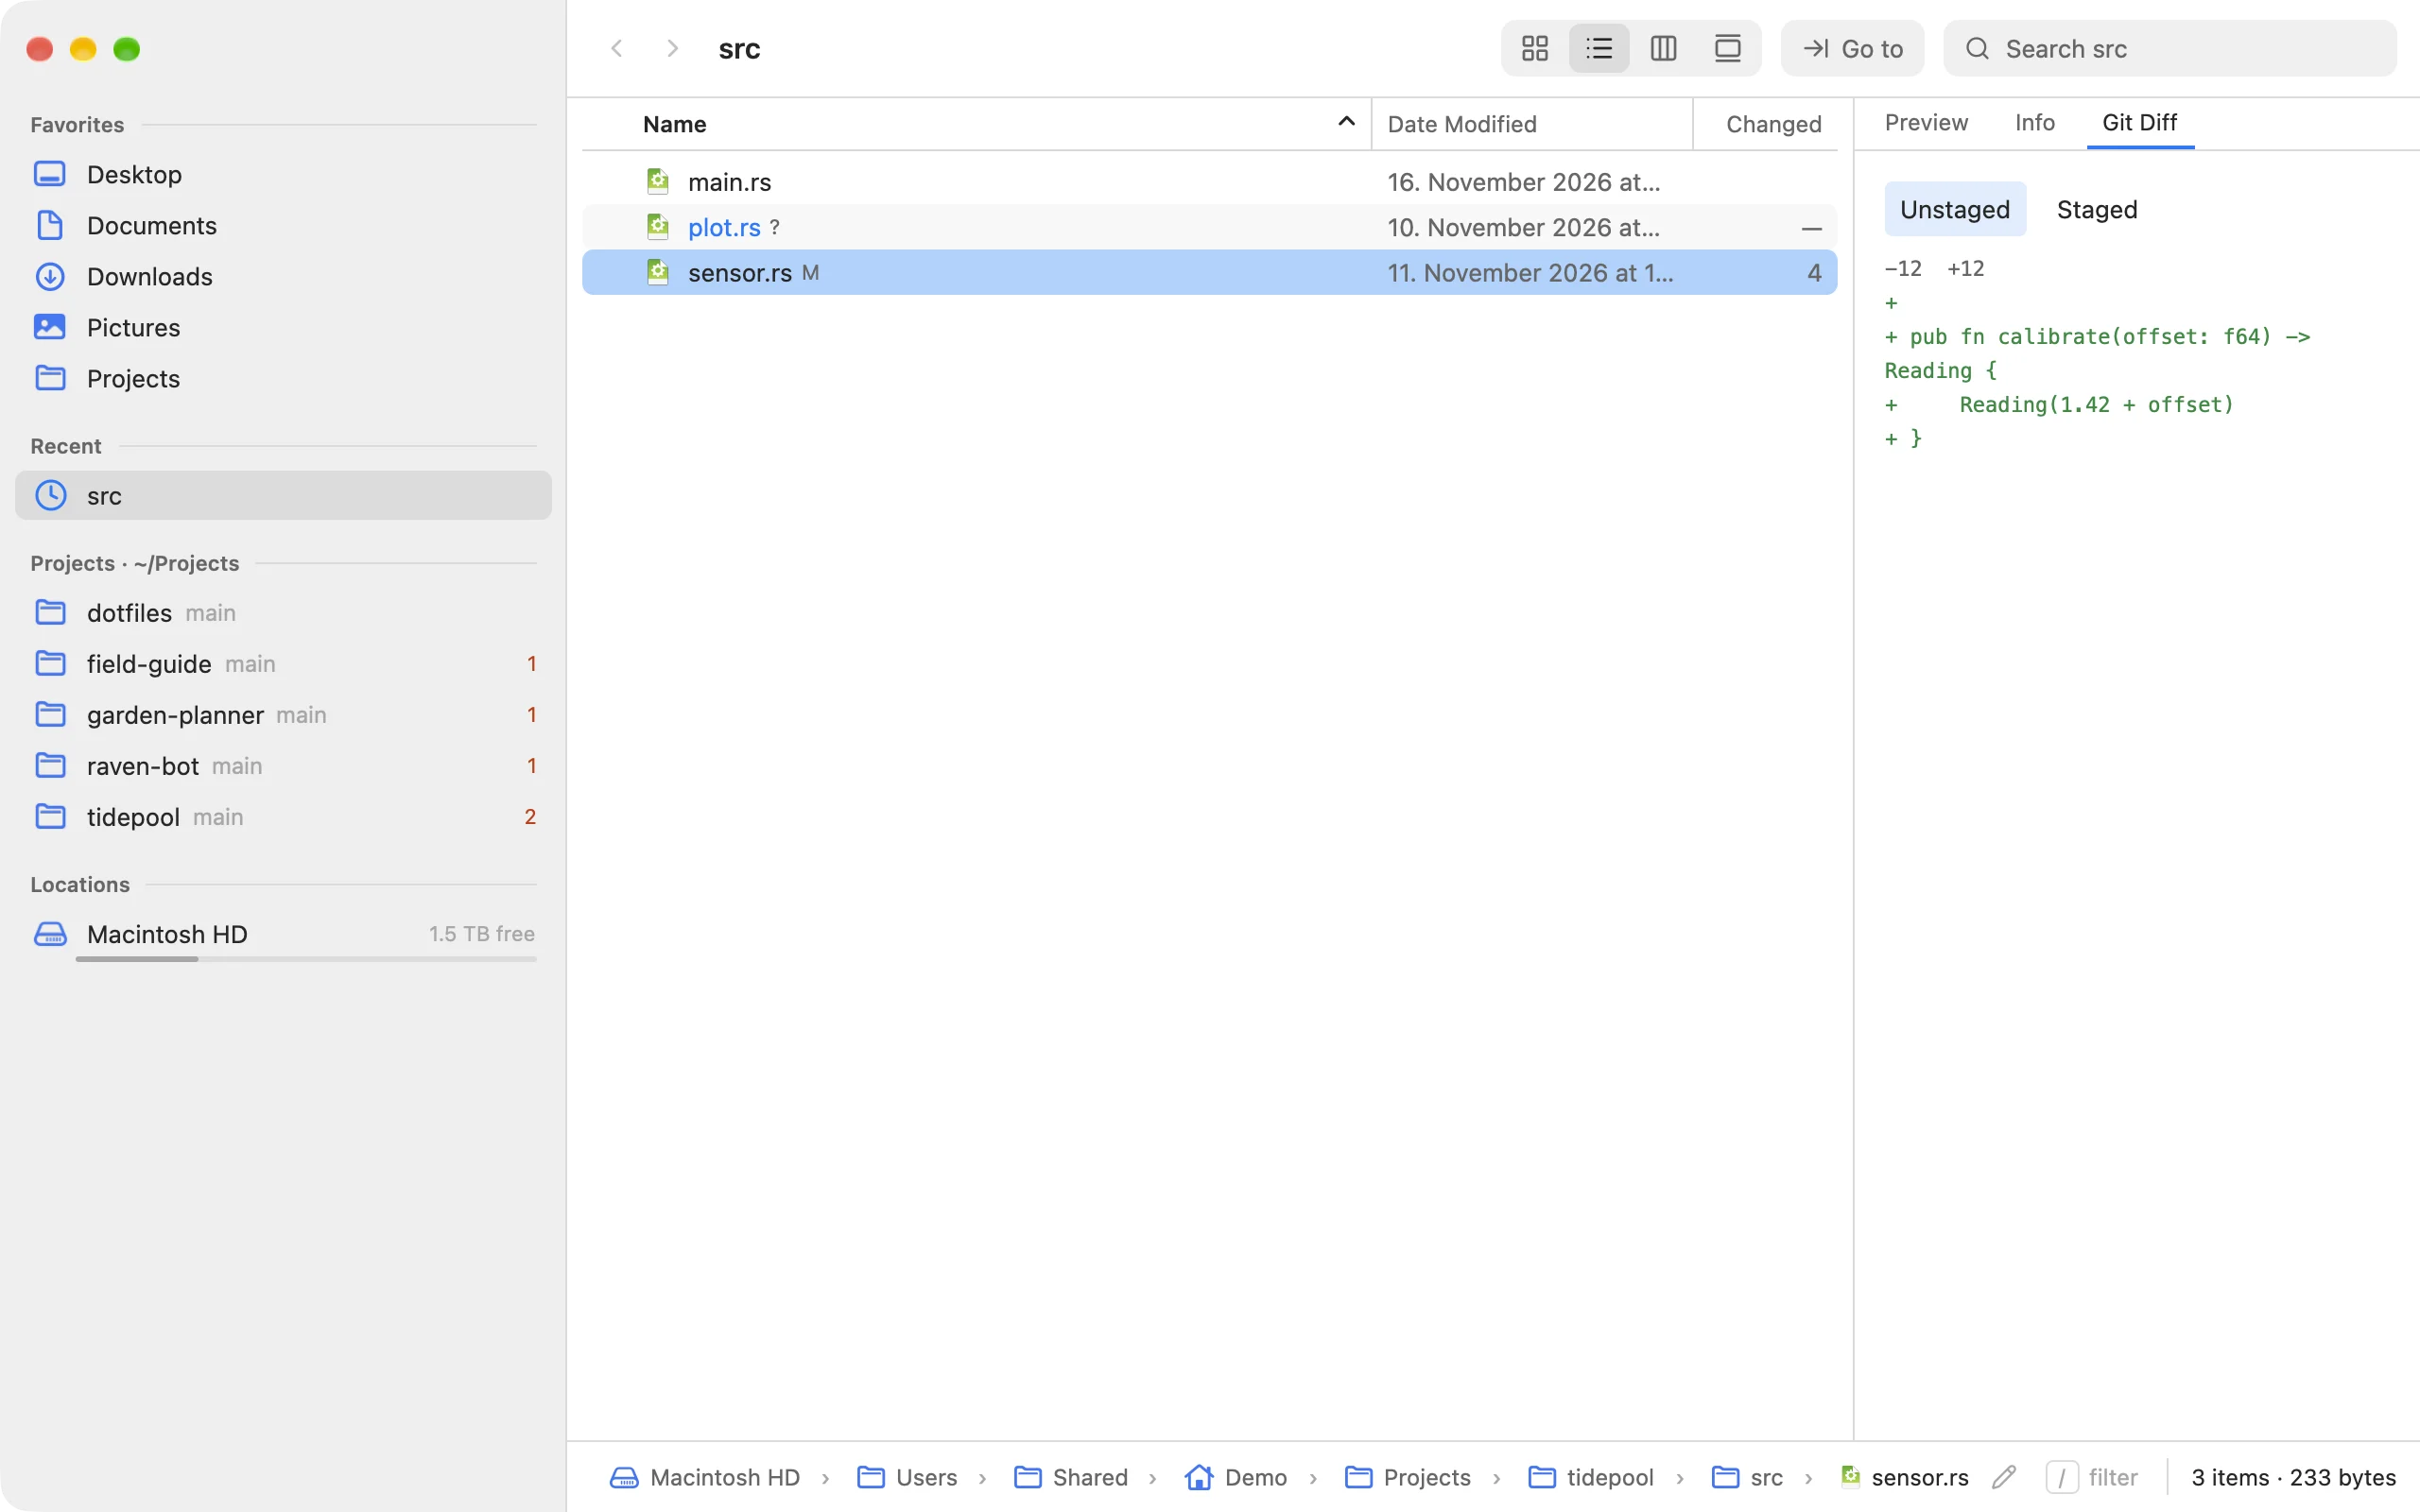 src
Go to
Search src
Favorites
Desktop
Documents
Downloads
Pictures
Projects
Recent
src
Projects · ~/Projects
dotfiles main
field-guide main 1
garden-planner main 1
raven-bot main 1
tidepool main 2
Locations
Macintosh HD 1.5 TB free
Name Date Modified Changed
main.rs 16. November 2026 at...
plot.rs ? 10. November 2026 at... —
sensor.rs M 11. November 2026 at 1... 4
Preview Info Git Diff
Unstaged Staged
−12 +12
+
+ pub fn calibrate(offset: f64) ->
Reading {
+     Reading(1.42 + offset)
+ }
Macintosh HD › Users › Shared › Demo › Projects › tidepool › src › sensor.rs / filter 3 items · 233 bytes